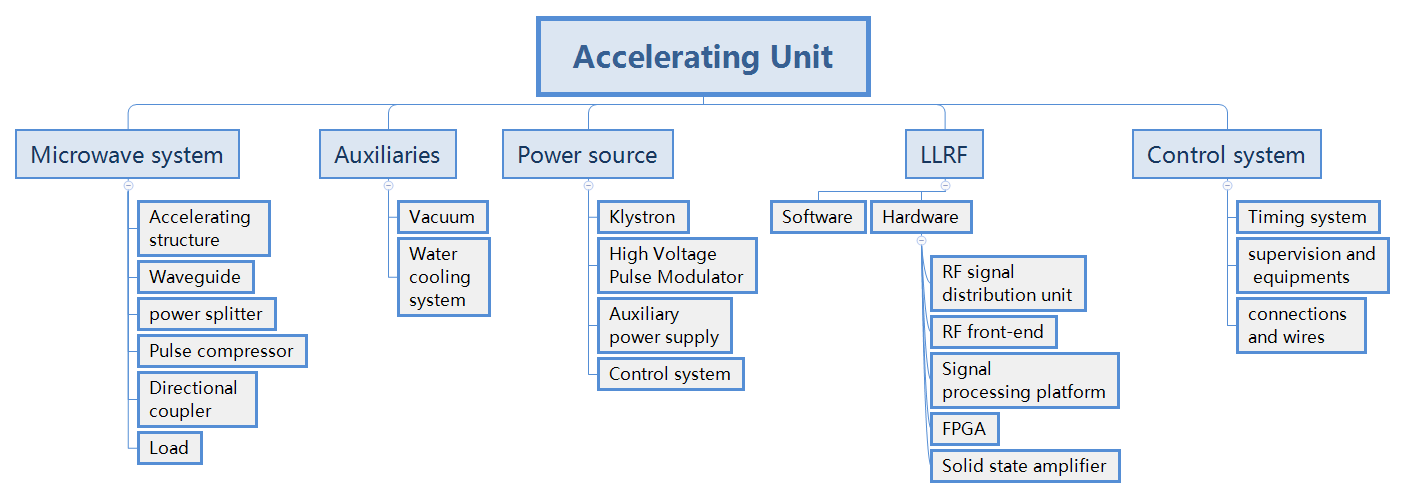 Accelerating Unit
Microwave system
Accelerating
structure
Waveguide
power splitter
Pulse compressor
Directional
coupler
Load
Auxiliaries
Vacuum
Water
cooling
system
Power source
Klystron
High Voltage
Pulse Modulator
Auxiliary
power supply
Control system
LLRF
Software
Hardware
RF signal
distribution unit
RF front-end
Signal
processing platform
FPGA
Solid state amplifier
Control system
Timing system
supervision and
equipments
connections
and wires